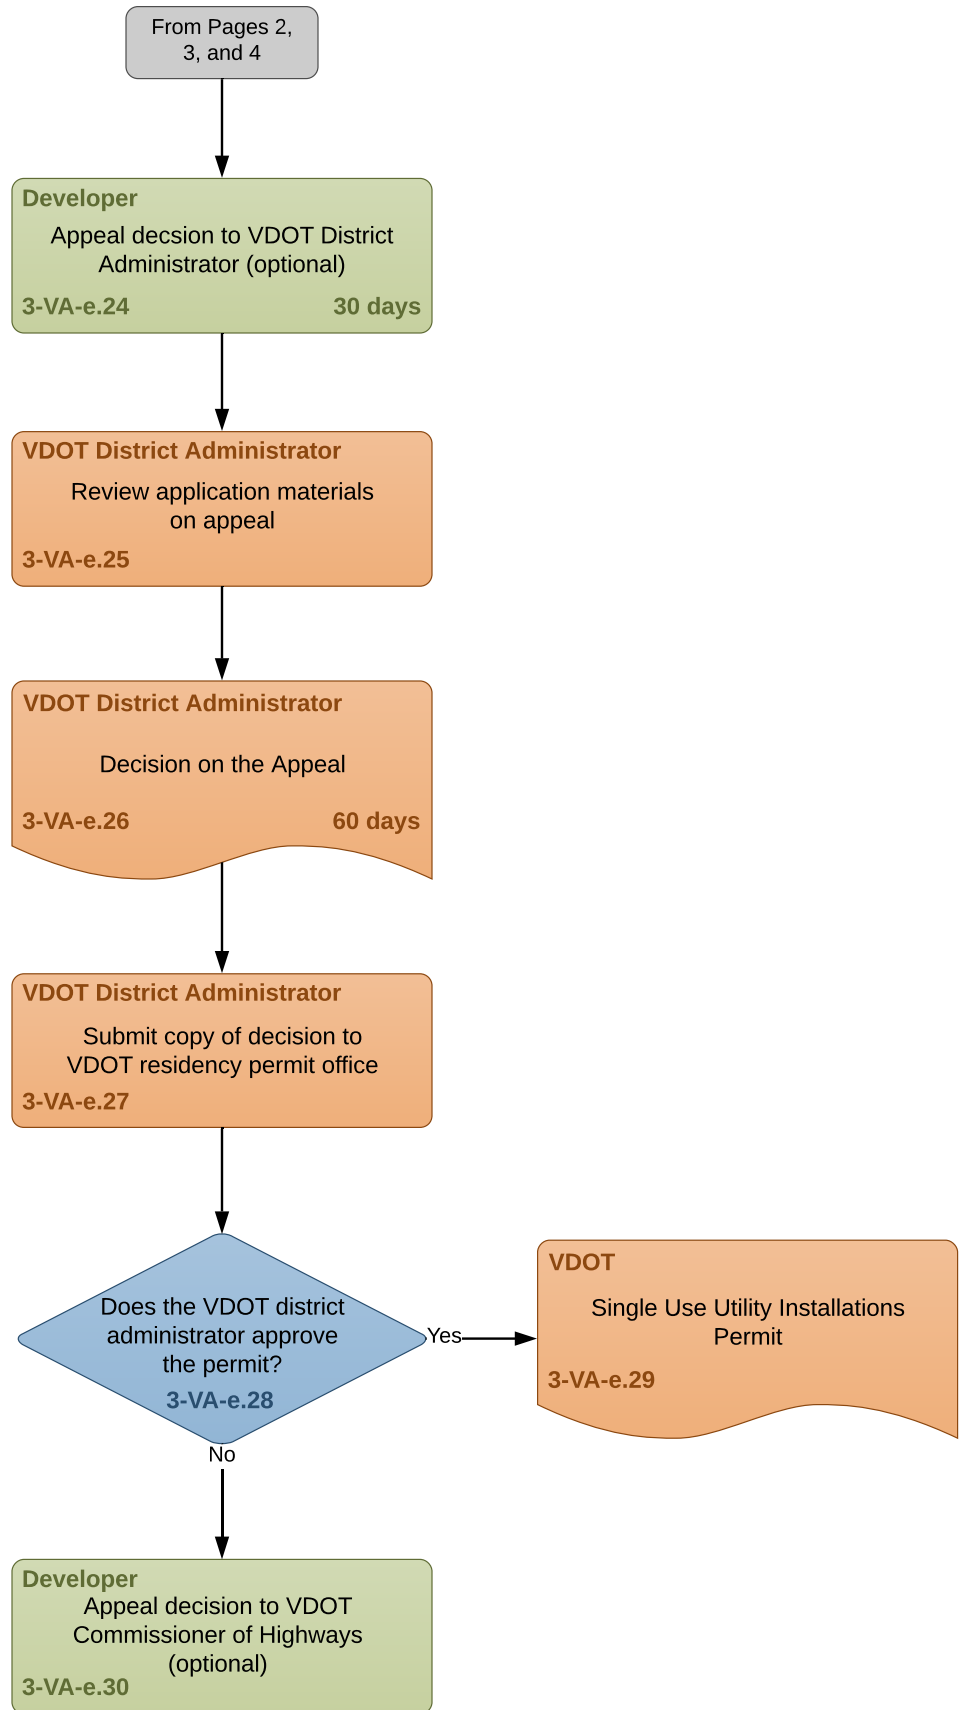 From Pages 2,
3, and 4
Developer
Appeal decsion to VDOT District
Administrator (optional)
3-VA-e.24 30 days
VDOT District Administrator
Review application materials
on appeal
3-VA-e.25
VDOT District Administrator
Decision on the Appeal
3-VA-e.26 60 days
VDOT District Administrator
Submit copy of decision to
VDOT residency permit office
3-VA-e.27
Does the VDOT district
administrator approve
the permit?
3-VA-e.28
Yes
VDOT
Single Use Utility Installations
Permit
3-VA-e.29
No
Developer
Appeal decision to VDOT
Commissioner of Highways
(optional)
3-VA-e.30